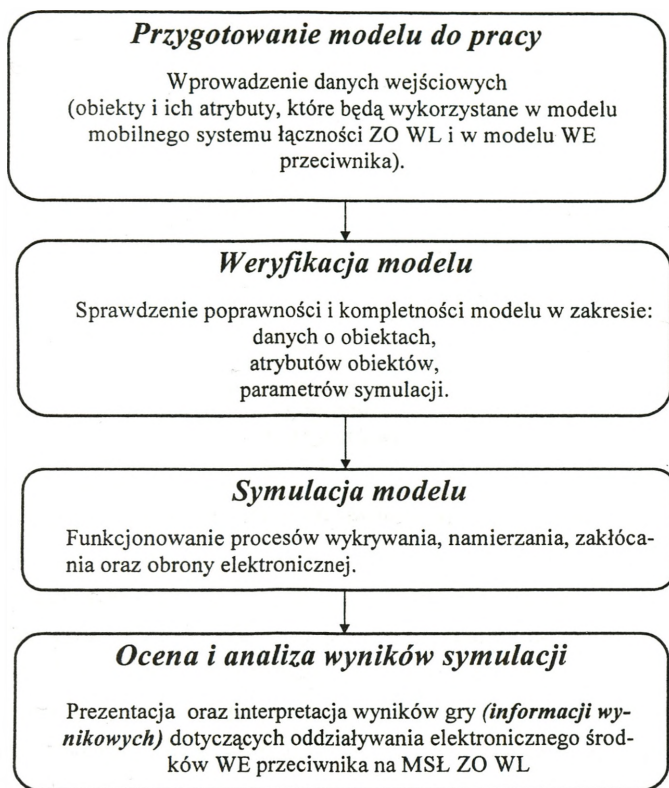 Przygotowanie modelu do pracy
Wprowadzenie danych wejściowych
(obiekty i ich atrybuty, które będą wykorzystane w modelu
mobilnego systemu łączności ZO WL i w modelu WE
przeciwnika).
Weryfikacja modelu
Sprawdzenie poprawności i kompletności modelu w zakresie:
danych o obiektach,
atrybutów obiektów,
parametrów symulacji.
Symulacja modelu
Funkcjonowanie procesów wykrywania, namierzania, zakłóca-
nia oraz obrony elektronicznej.
Ocena i analiza wyników symulacji
Prezentacja oraz interpretacja wyników gry (informacji wy-
nikowych) dotyczących oddziaływania elektronicznego środ-
ków WE przeciwnika na MSŁ ZO WL